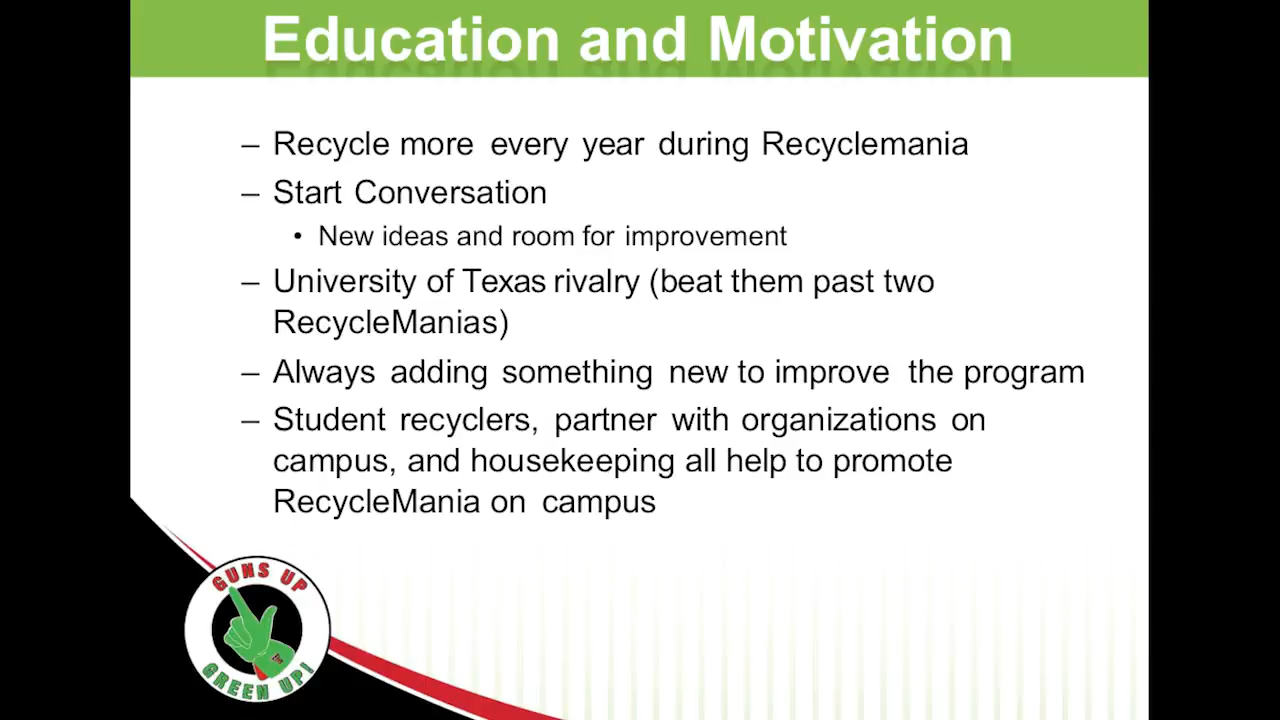 Education and Motivation
– Recycle more every year during Recyclemania
– Start Conversation
• New ideas and room for improvement
– University of Texas rivalry (beat them past two
RecycleManias)
– Always adding something new to improve the program
– Student recyclers, partner with organizations on
campus, and housekeeping all help to promote
RecycleMania on campus
GUNS UP
GREEN UP!